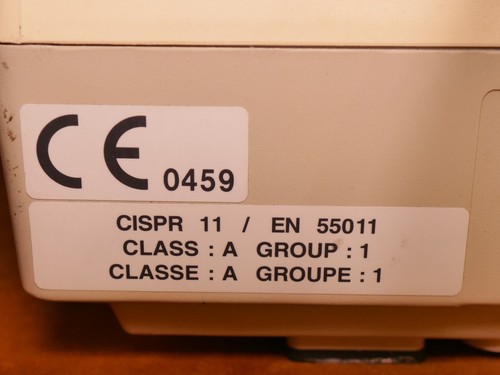 CE 0459
CISPR 11 / EN 55011
CLASS : A GROUP : 1
CLASSE : A GROUPE : 1